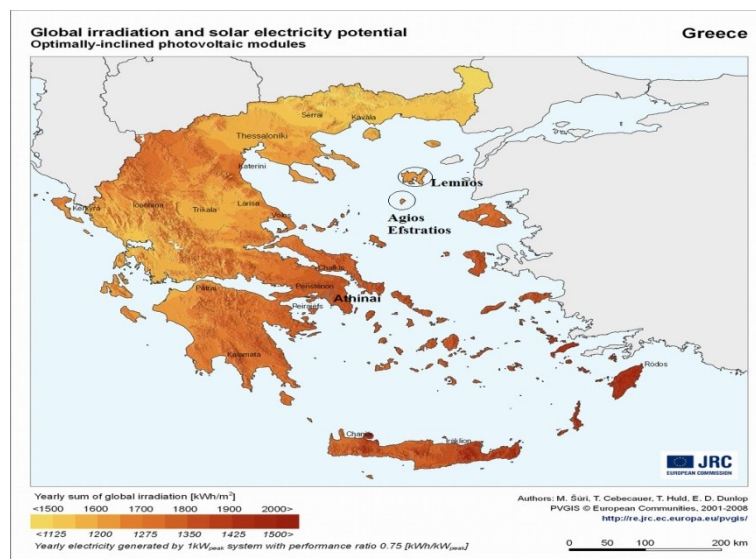 Global irradiation and solar electricity potential
Optimally-inclined photovoltaic modules
Greece
Serrai
Kavala
Thessaloniki
Katerini
Lemnos
Kerkyra
Ioannina
Trikala
Larisa
Volos
Agios
Efstratios
Chalkis
Peristerion
Athinai
Patrai
Peiraiefs
Kalamata
Rodos
Chania
Iraklion
JRC
EUROPEAN COMMISSION
Yearly sum of global irradiation [kWh/m²]
<1500 1600 1700 1800 1900 2000>
<1125 1200 1275 1350 1425 1500>
Yearly electricity generated by 1kWpeak system with performance ratio 0.75 [kWh/kWpeak]
Authors: M. Šúri, T. Cebecauer, T. Huld, E. D. Dunlop
PVGIS © European Communities, 2001-2008
http://re.jrc.ec.europa.eu/pvgis/
0 50 100 200 km